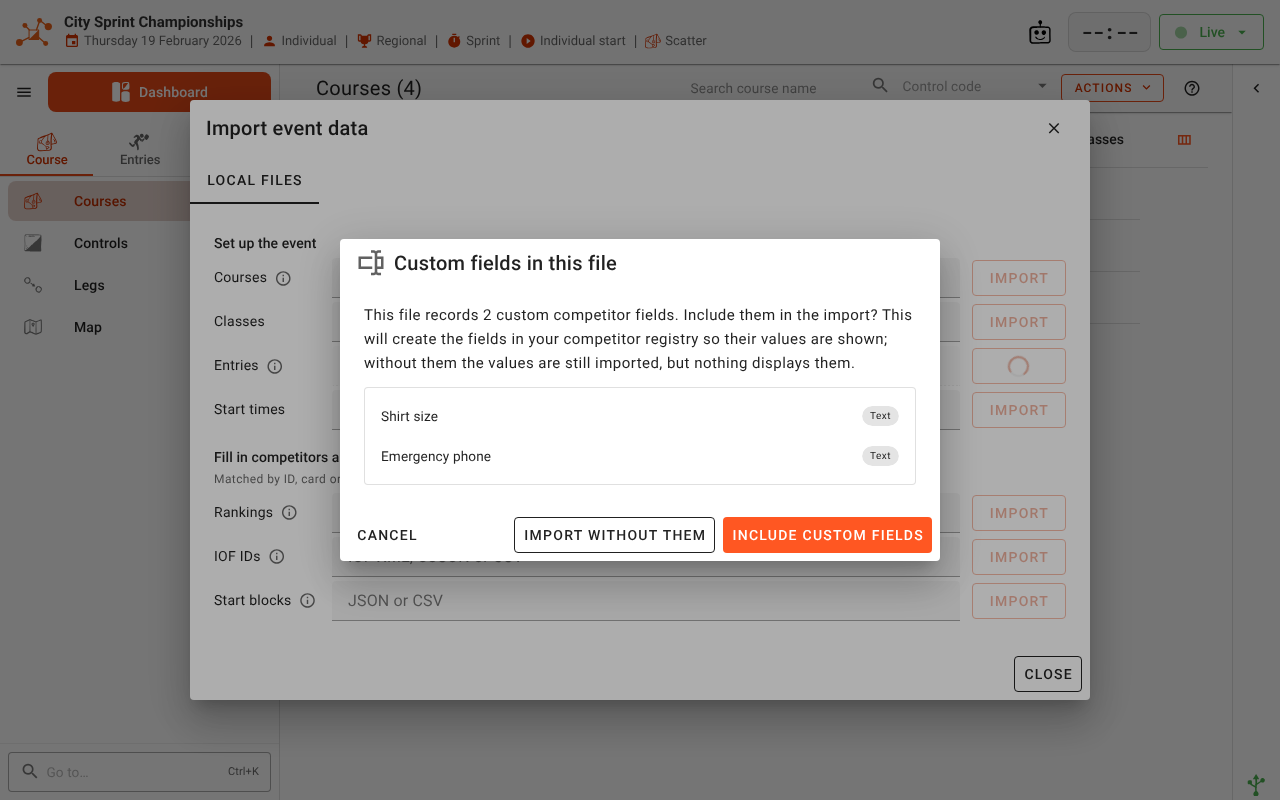 City Sprint Championships
Thursday 19 February 2026 | Individual | Regional | Sprint | Individual start | Scatter
--:--
Live
Dashboard
Courses (4)
Search course name
Control code
ACTIONS
Course
Entries
asses
Courses
Controls
Legs
Map
Go to...
Ctrl+K
Import event data
LOCAL FILES
Set up the event
Courses
IMPORT
Classes
IMPORT
Entries
Start times
IMPORT
Fill in competitors a
Matched by ID, card or
Rankings
IMPORT
IOF IDs
IMPORT
Start blocks
JSON or CSV
IMPORT
CLOSE
Custom fields in this file
This file records 2 custom competitor fields. Include them in the import? This
will create the fields in your competitor registry so their values are shown;
without them the values are still imported, but nothing displays them.
Shirt size
Text
Emergency phone
Text
CANCEL
IMPORT WITHOUT THEM
INCLUDE CUSTOM FIELDS